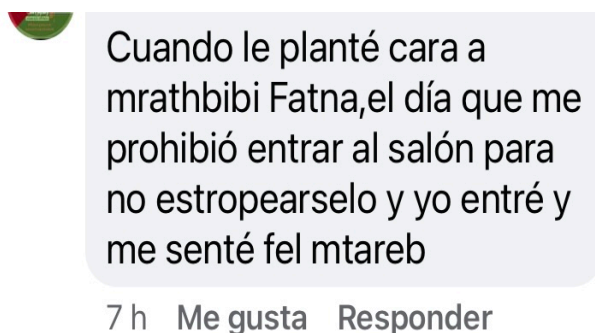 Cuando le planté cara a
mrathbibi Fatna,el día que me
prohibió entrar al salón para
no estropearselo y yo entré y
me senté fel mtareb
7 h Me gusta Responder